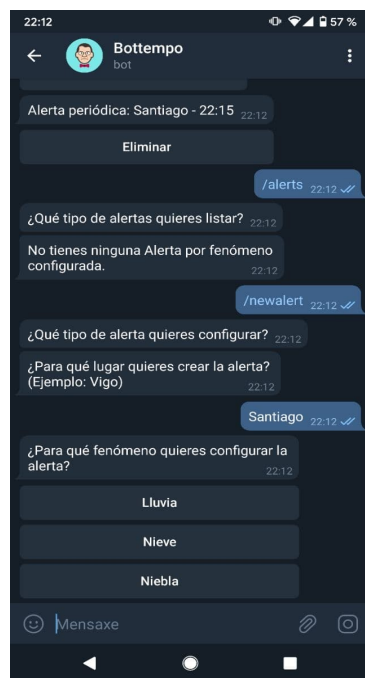 22:12
57 %
Bottempo
bot
Alerta periódica: Santiago - 22:15 22:12
Eliminar
/alerts 22:12
¿Qué tipo de alertas quieres listar? 22:12
No tienes ninguna Alerta por fenómeno
configurada. 22:12
/newalert 22:12
¿Qué tipo de alerta quieres configurar? 22:12
¿Para qué lugar quieres crear la alerta?
(Ejemplo: Vigo) 22:12
Santiago 22:12
¿Para qué fenómeno quieres configurar la
alerta? 22:12
Lluvia
Nieve
Niebla
Mensaxe